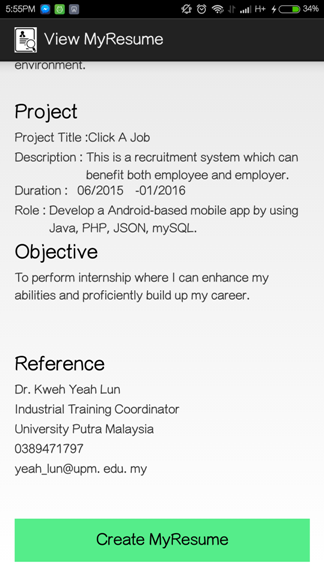 5:55PM H+ 34%
View MyResume
environment.
Project
Project Title :Click A Job
Description : This is a recruitment system which can
benefit both employee and employer.
Duration : 06/2015 -01/2016
Role : Develop a Android-based mobile app by using
Java, PHP, JSON, mySQL.
Objective
To perform internship where I can enhance my
abilities and proficiently build up my career.
Reference
Dr. Kweh Yeah Lun
Industrial Training Coordinator
University Putra Malaysia
0389471797
yeah_lun@upm. edu. my
Create MyResume